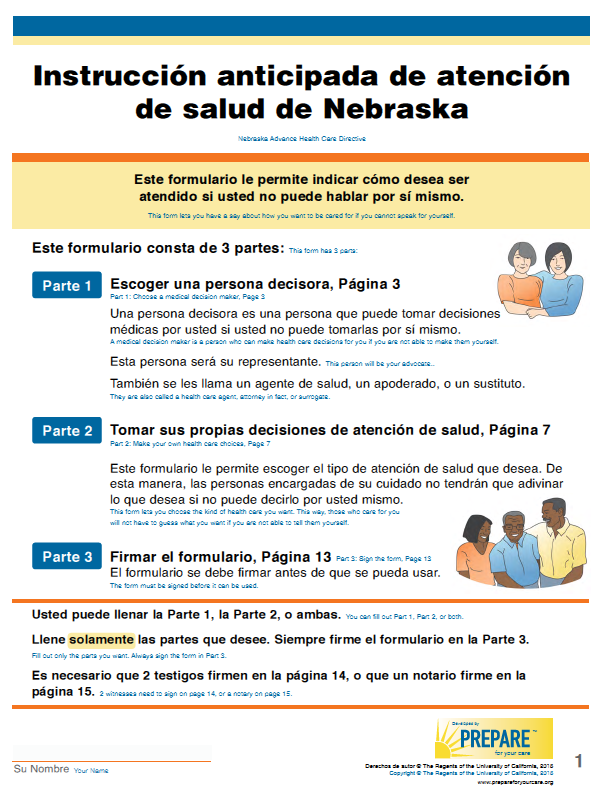 Instrucción anticipada de atención
de salud de Nebraska
Nebraska Advance Health Care Directive
Este formulario le permite indicar cómo desea ser
atendido si usted no puede hablar por sí mismo.
This form lets you have a say about how you want to be cared for if you cannot speak for yourself.
Este formulario consta de 3 partes: This form has 3 parts:
Parte 1 Escoger una persona decisora, Página 3
Part 1: Choose a medical decision maker, Page 3
Una persona decisora es una persona que puede tomar decisiones
médicas por usted si usted no puede tomarlas por sí mismo.
A medical decision maker is a person who can make health care decisions for you if you are not able to make them yourself.
Esta persona será su representante. This person will be your advocate..
También se les llama un agente de salud, un apoderado, o un sustituto.
They are also called a health care agent, attorney in fact, or surrogate.
Parte 2 Tomar sus propias decisiones de atención de salud, Página 7
Part 2: Make your own health care choices, Page 7
Este formulario le permite escoger el tipo de atención de salud que desea. De
esta manera, las personas encargadas de su cuidado no tendrán que adivinar
lo que desea si no puede decirlo por usted mismo.
This form lets you choose the kind of health care you want. This way, those who care for you
will not have to guess what you want if you are not able to tell them yourself.
Parte 3 Firmar el formulario, Página 13 Part 3: Sign the form, Page 13
El formulario se debe firmar antes de que se pueda usar.
The form must be signed before it can be used.
Usted puede llenar la Parte 1, la Parte 2, o ambas. You can fill out Part 1, Part 2, or both.
Llene solamente las partes que desee. Siempre firme el formulario en la Parte 3.
Fill out only the parts you want. Always sign the form in Part 3.
Es necesario que 2 testigos firmen en la página 14, o que un notario firme en la
página 15. 2 witnesses need to sign on page 14, or a notary on page 15.
Developed by
PREPARE™
for your care
Su Nombre Your Name
Derechos de autor © The Regents of the University of California, 2016
Copyright © The Regents of the University of California, 2016
www.prepareforyourcare.org
1